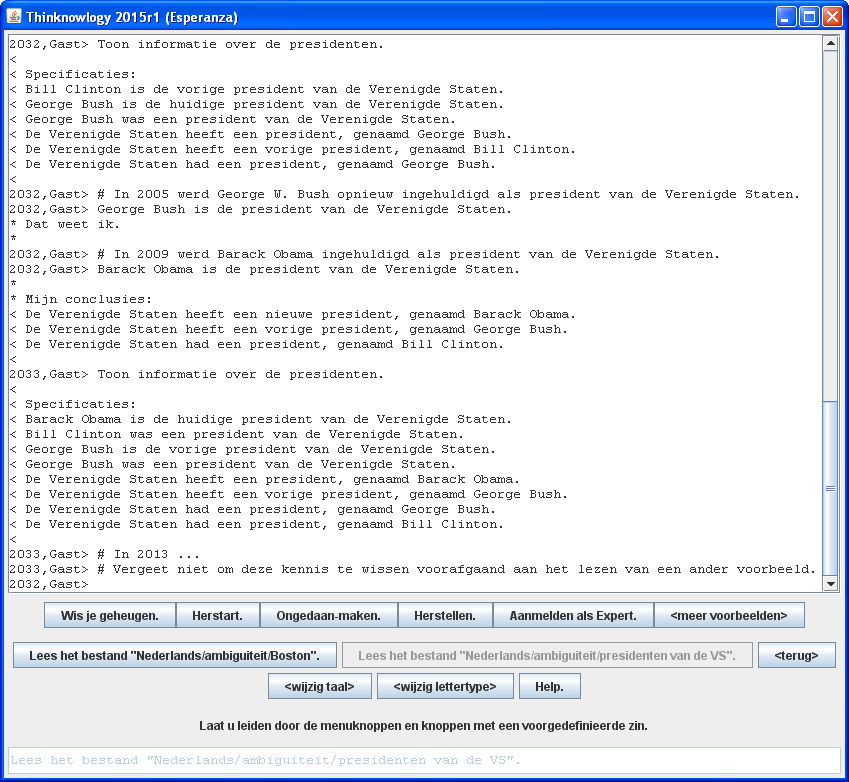 Thinknowlogy 2015r1 (Esperanza)
2032,Gast> Toon informatie over de presidenten.
<
< Specificaties:
< Bill Clinton is de vorige president van de Verenigde Staten.
< George Bush is de huidige president van de Verenigde Staten.
< George Bush was een president van de Verenigde Staten.
< De Verenigde Staten heeft een president, genaamd George Bush.
< De Verenigde Staten heeft een vorige president, genaamd Bill Clinton.
< De Verenigde Staten had een president, genaamd George Bush.
<
2032,Gast> # In 2005 werd George W. Bush opnieuw ingehuldigd als president van de Verenigde Staten.
2032,Gast> George Bush is de president van de Verenigde Staten.
* Dat weet ik.
*
2032,Gast> # In 2009 werd Barack Obama ingehuldigd als president van de Verenigde Staten.
2032,Gast> Barack Obama is de president van de Verenigde Staten.
*
* Mijn conclusies:
< De Verenigde Staten heeft een nieuwe president, genaamd Barack Obama.
< De Verenigde Staten heeft een vorige president, genaamd George Bush.
< De Verenigde Staten had een president, genaamd Bill Clinton.
<
2033,Gast> Toon informatie over de presidenten.
<
< Specificaties:
< Barack Obama is de huidige president van de Verenigde Staten.
< Bill Clinton was een president van de Verenigde Staten.
< George Bush is de vorige president van de Verenigde Staten.
< George Bush was een president van de Verenigde Staten.
< De Verenigde Staten heeft een president, genaamd Barack Obama.
< De Verenigde Staten heeft een vorige president, genaamd George Bush.
< De Verenigde Staten had een president, genaamd George Bush.
< De Verenigde Staten had een president, genaamd Bill Clinton.
<
2033,Gast> # In 2013 ...
2033,Gast> # Vergeet niet om deze kennis te wissen voorafgaand aan het lezen van een ander voorbeeld.
2032,Gast>
Wis je geheugen. Herstart. Ongedaan-maken. Herstellen. Aanmelden als Expert. <meer voorbeelden>
Lees het bestand "Nederlands/ambiguiteit/Boston". Lees het bestand "Nederlands/ambiguiteit/presidenten van de VS". <terug>
<wijzig taal> <wijzig lettertype> Help.
Laat u leiden door de menuknoppen en knoppen met een voorgedefinieerde zin.
Lees het bestand "Nederlands/ambiguiteit/presidenten van de VS".